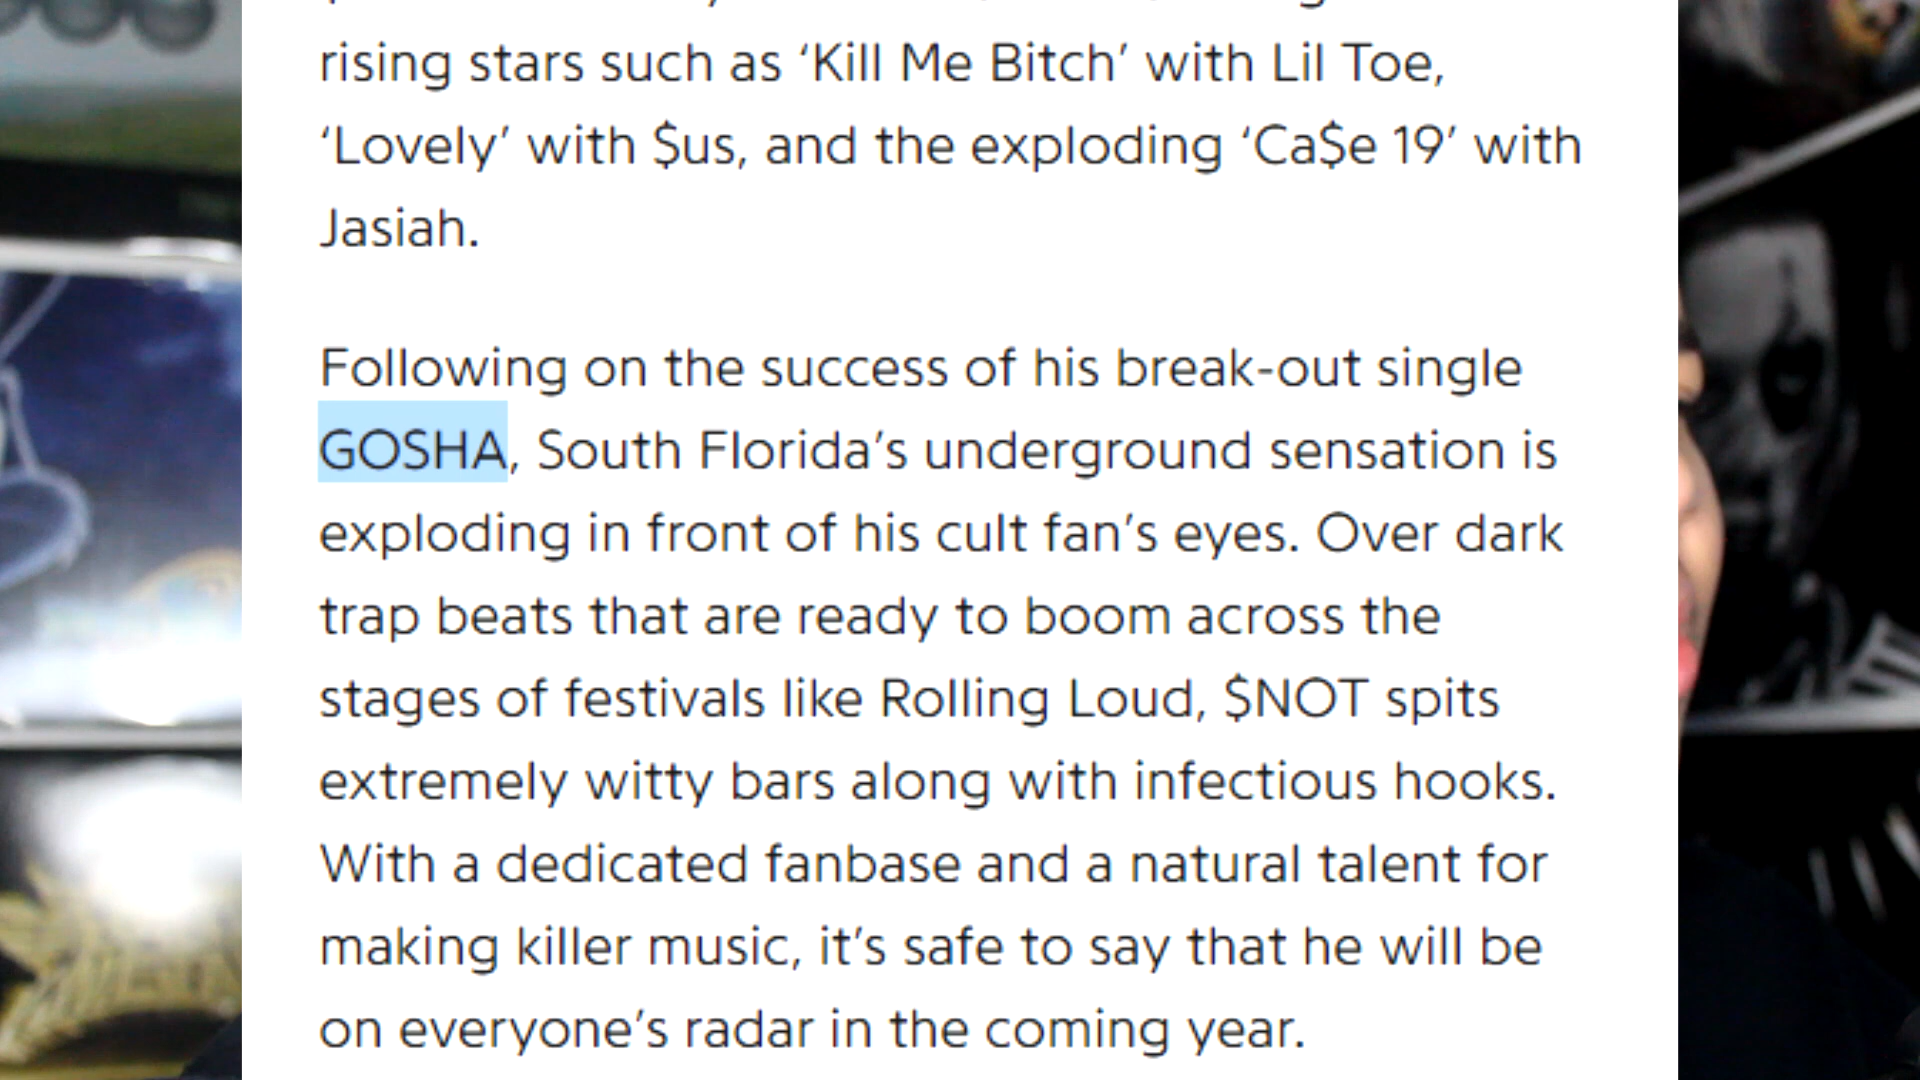 rising stars such as ‘Kill Me Bitch’ with Lil Toe,
‘Lovely’ with $us, and the exploding ‘Ca$e 19’ with
Jasiah.
Following on the success of his break-out single
GOSHA, South Florida’s underground sensation is
exploding in front of his cult fan’s eyes. Over dark
trap beats that are ready to boom across the
stages of festivals like Rolling Loud, $NOT spits
extremely witty bars along with infectious hooks.
With a dedicated fanbase and a natural talent for
making killer music, it’s safe to say that he will be
on everyone’s radar in the coming year.